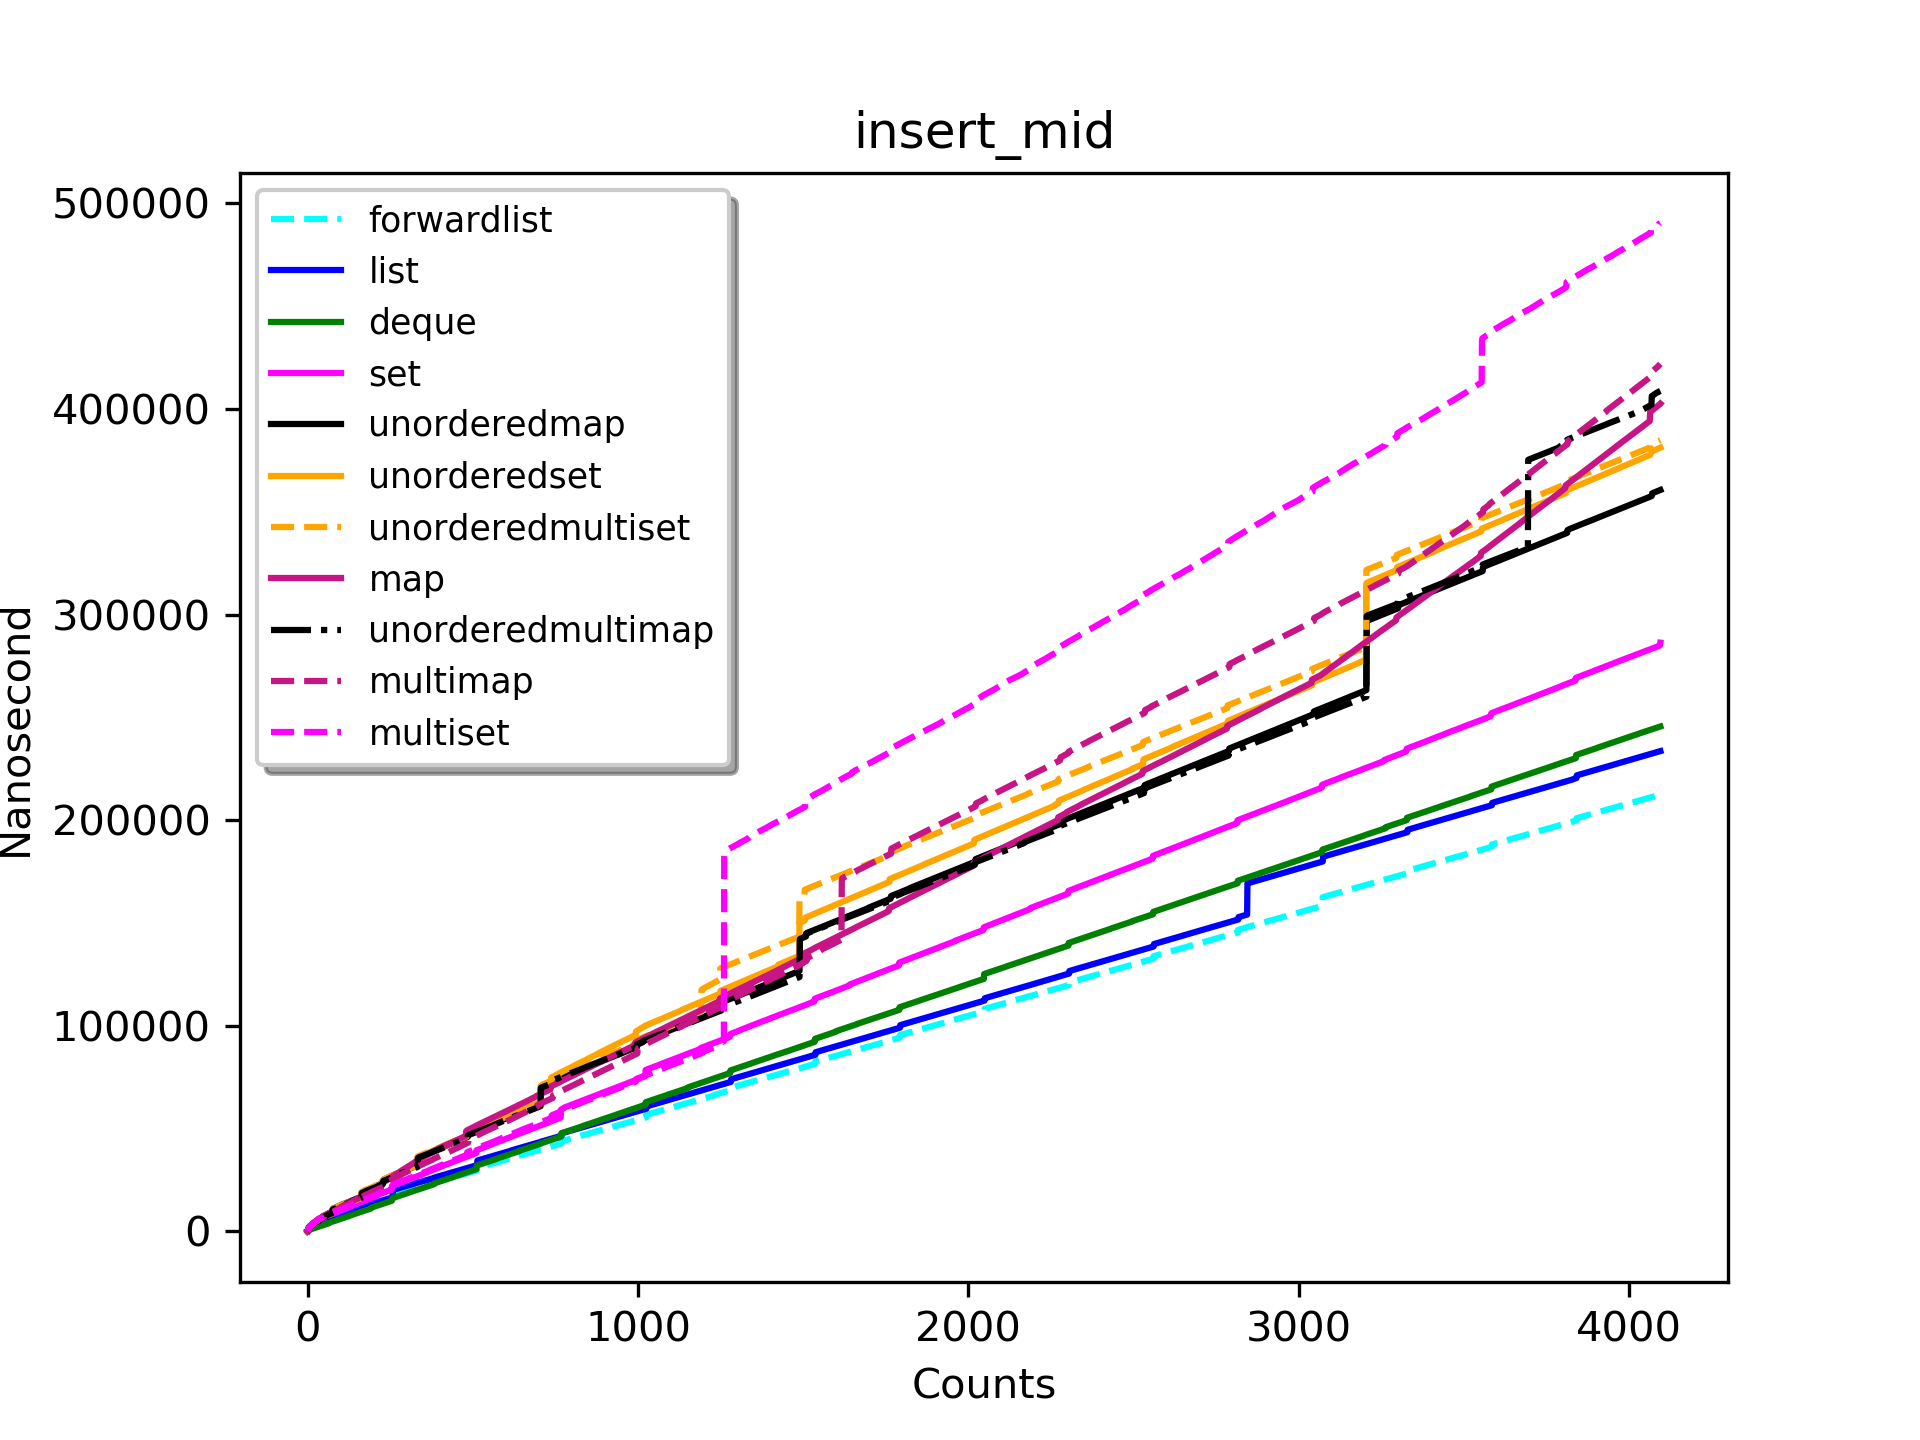 insert_mid
500000
400000
300000
200000
100000
0
Nanosecond
forwardlist
list
deque
set
unorderedmap
unorderedset
unorderedmultiset
map
unorderedmultimap
multimap
multiset
0 1000 2000 3000 4000
Counts